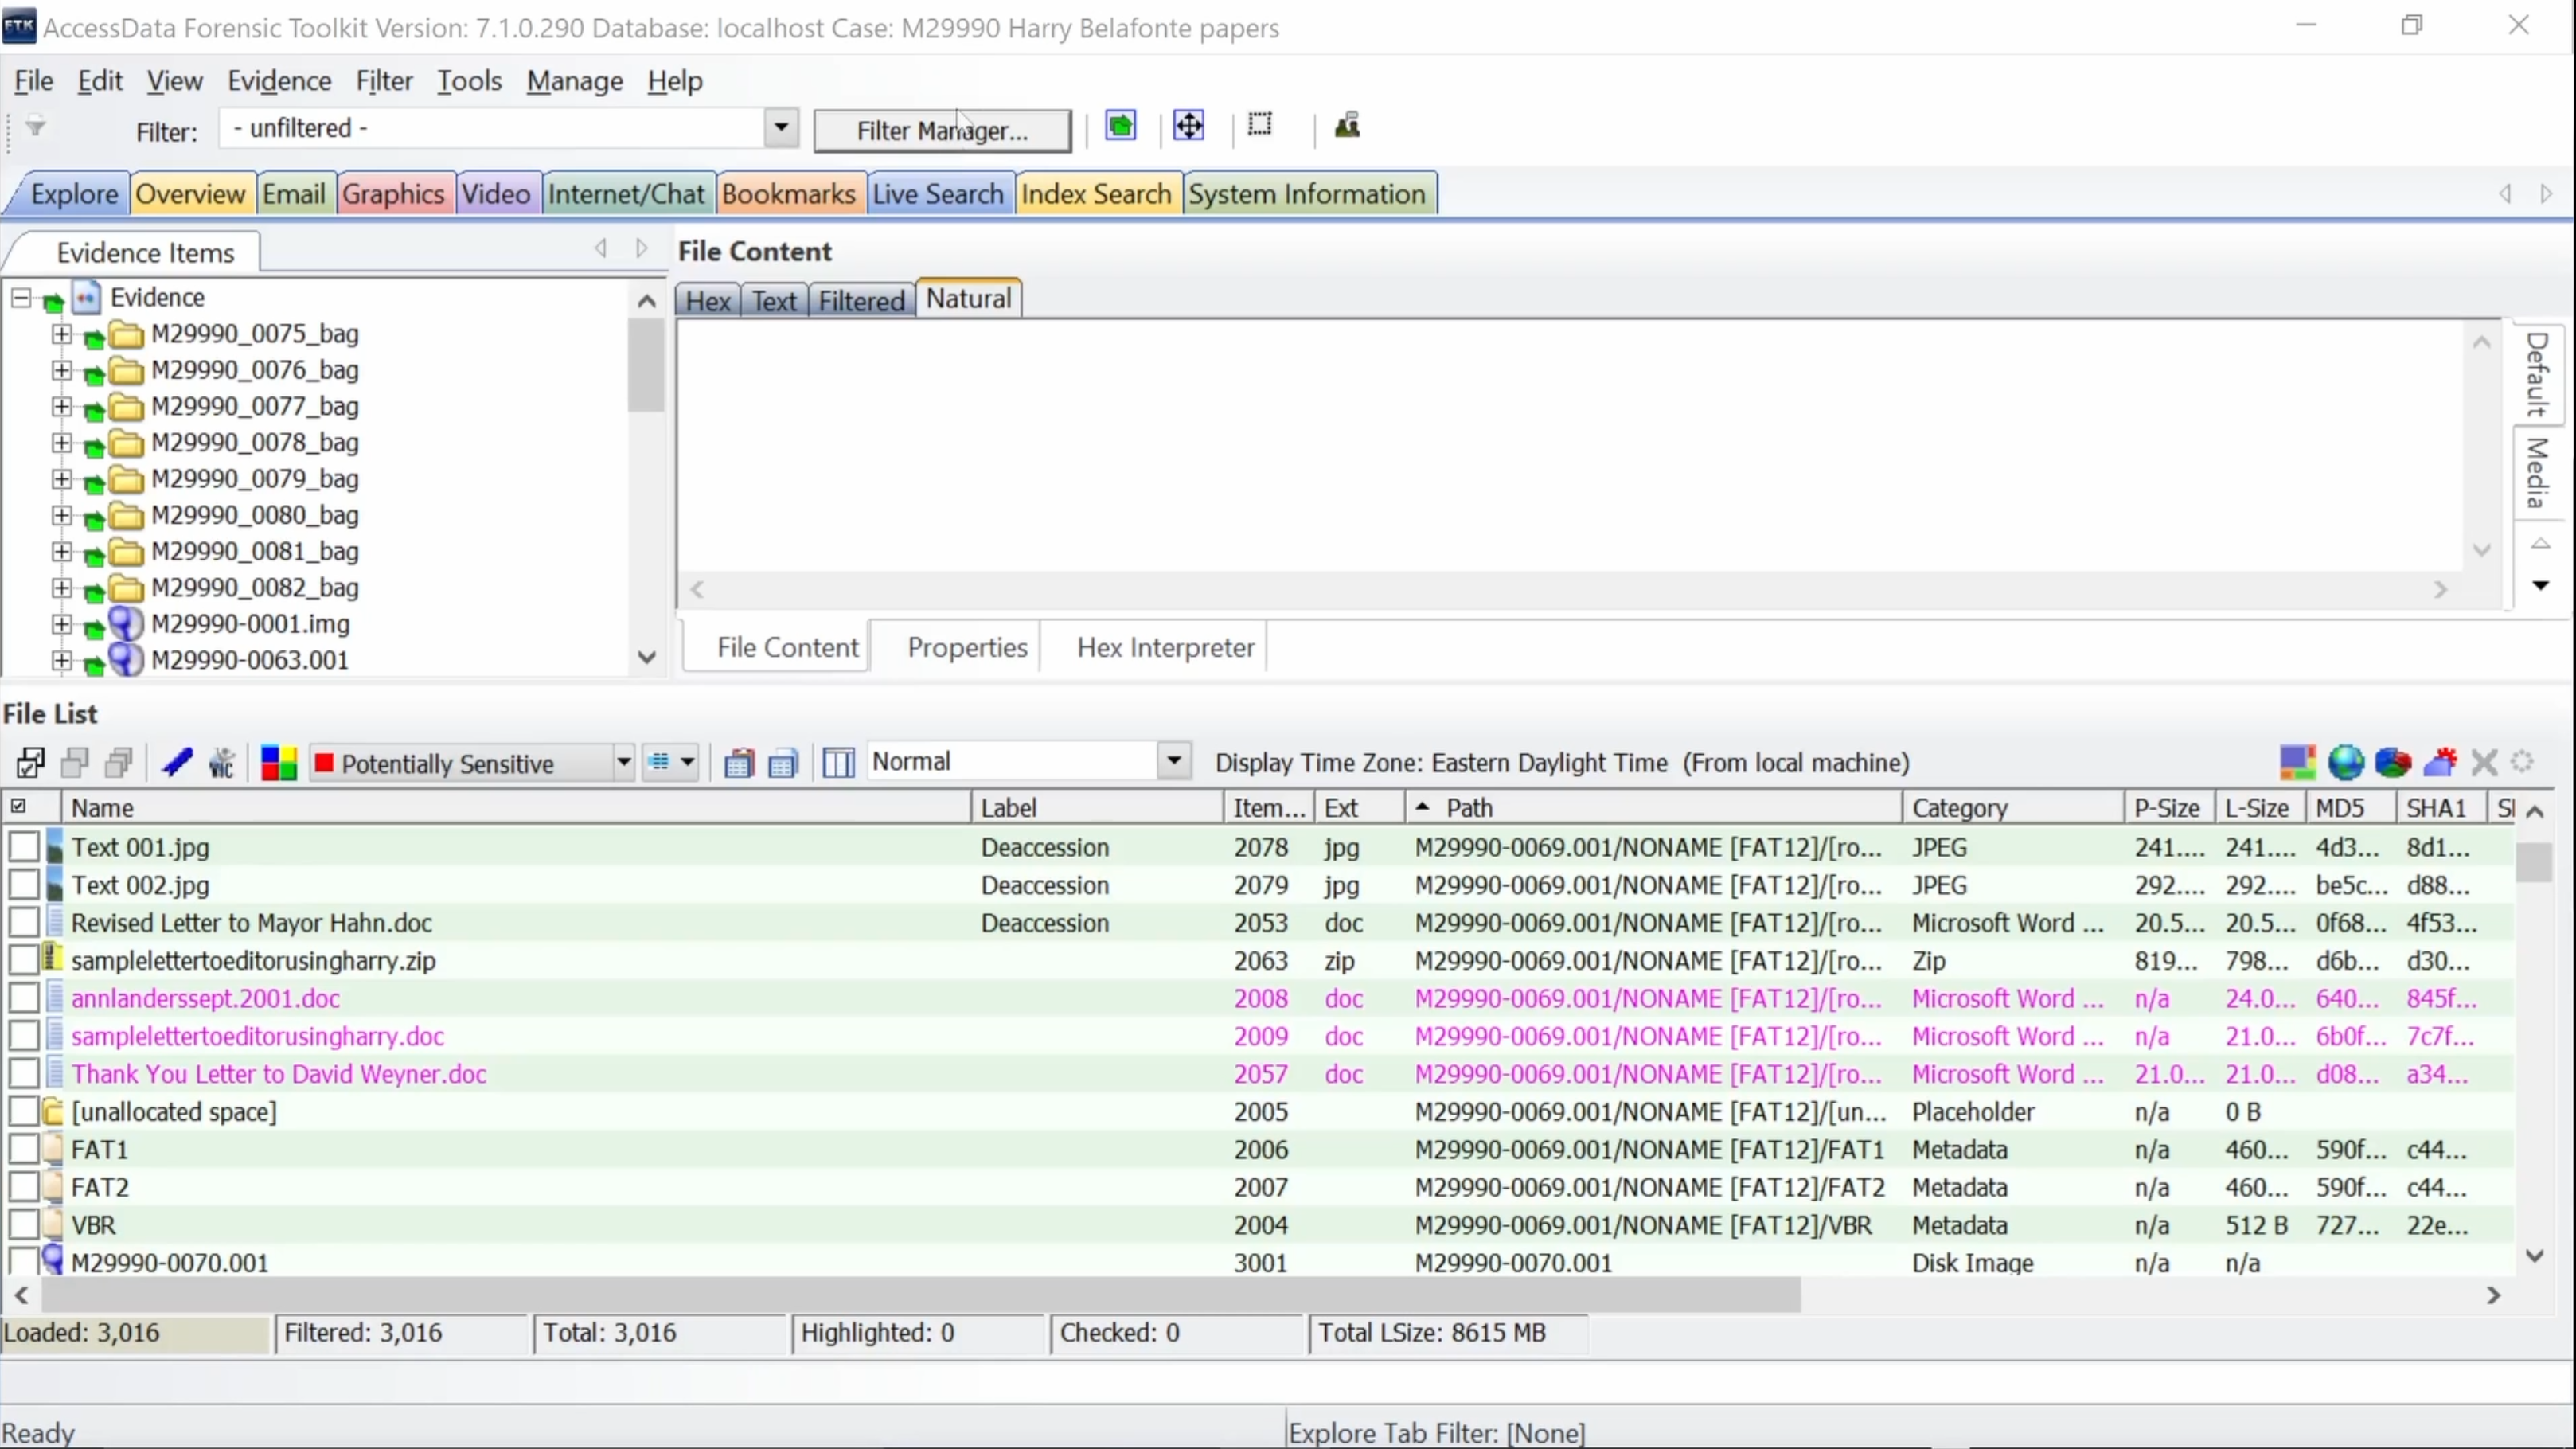 FTK AccessData Forensic Toolkit Version: 7.1.0.290 Database: localhost Case: M29990 Harry Belafonte papers
File Edit View Evidence Filter Tools Manage Help
Filter: - unfiltered - Filter Manager...
Explore Overview Email Graphics Video Internet/Chat Bookmarks Live Search Index Search System Information
Evidence Items
Evidence
M29990_0075_bag
M29990_0076_bag
M29990_0077_bag
M29990_0078_bag
M29990_0079_bag
M29990_0080_bag
M29990_0081_bag
M29990_0082_bag
M29990-0001.img
M29990-0063.001
File Content
Hex Text Filtered Natural
Default
Media
File Content Properties Hex Interpreter
File List
VIC Potentially Sensitive Normal Display Time Zone: Eastern Daylight Time (From local machine)
Name Label Item... Ext Path Category P-Size L-Size MD5 SHA1
Text 001.jpg Deaccession 2078 jpg M29990-0069.001/NONAME [FAT12]/[ro... JPEG 241.... 241.... 4d3... 8d1...
Text 002.jpg Deaccession 2079 jpg M29990-0069.001/NONAME [FAT12]/[ro... JPEG 292.... 292.... be5c... d88...
Revised Letter to Mayor Hahn.doc Deaccession 2053 doc M29990-0069.001/NONAME [FAT12]/[ro... Microsoft Word ... 20.5... 20.5... 0f68... 4f53...
samplelettertoeditorusingharry.zip 2063 zip M29990-0069.001/NONAME [FAT12]/[ro... Zip 819... 798... d6b... d30...
annlanderssept.2001.doc 2008 doc M29990-0069.001/NONAME [FAT12]/[ro... Microsoft Word ... n/a 24.0... 640... 845f...
samplelettertoeditorusingharry.doc 2009 doc M29990-0069.001/NONAME [FAT12]/[ro... Microsoft Word ... n/a 21.0... 6b0f... 7c7f...
Thank You Letter to David Weyner.doc 2057 doc M29990-0069.001/NONAME [FAT12]/[ro... Microsoft Word ... 21.0... 21.0... d08... a34...
[unallocated space] 2005 M29990-0069.001/NONAME [FAT12]/[un... Placeholder n/a 0 B
FAT1 2006 M29990-0069.001/NONAME [FAT12]/FAT1 Metadata n/a 460... 590f... c44...
FAT2 2007 M29990-0069.001/NONAME [FAT12]/FAT2 Metadata n/a 460... 590f... c44...
VBR 2004 M29990-0069.001/NONAME [FAT12]/VBR Metadata n/a 512 B 727... 22e...
M29990-0070.001 3001 M29990-0070.001 Disk Image n/a n/a
Loaded: 3,016 Filtered: 3,016 Total: 3,016 Highlighted: 0 Checked: 0 Total LSize: 8615 MB
Ready Explore Tab Filter: [None]